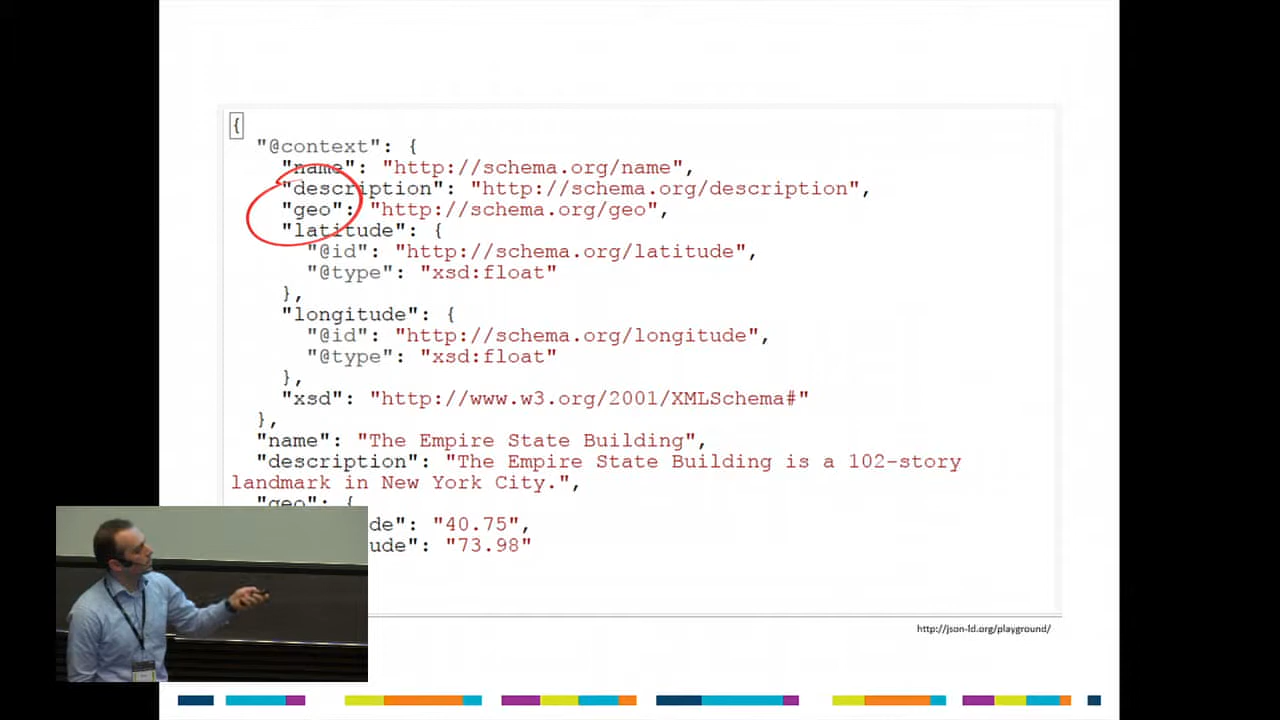 {
"@context": {
"name": "http://schema.org/name",
"description": "http://schema.org/description",
"geo": "http://schema.org/geo",
"latitude": {
"@id": "http://schema.org/latitude",
"@type": "xsd:float"
},
"longitude": {
"@id": "http://schema.org/longitude",
"@type": "xsd:float"
},
"xsd": "http://www.w3.org/2001/XMLSchema#"
},
"name": "The Empire State Building",
"description": "The Empire State Building is a 102-story
landmark in New York City.",
"geo": {
de": "40.75",
ude": "73.98"
http://json-ld.org/playground/